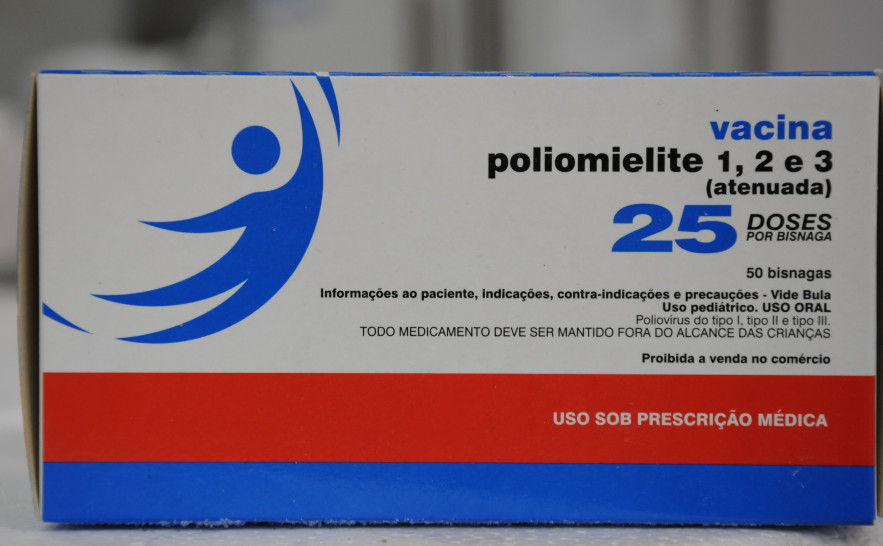 vacina
poliomielite 1, 2 e 3
(atenuada)
25 DOSES
POR BISNAGA
50 bisnagas
Informações ao paciente, indicações, contra-indicações e precauções - Vide Bula
Uso pediátrico. USO ORAL
Poliovírus do tipo I, tipo II e tipo III.
TODO MEDICAMENTO DEVE SER MANTIDO FORA DO ALCANCE DAS CRIANÇAS
Proibida a venda no comércio
USO SOB PRESCRIÇÃO MÉDICA